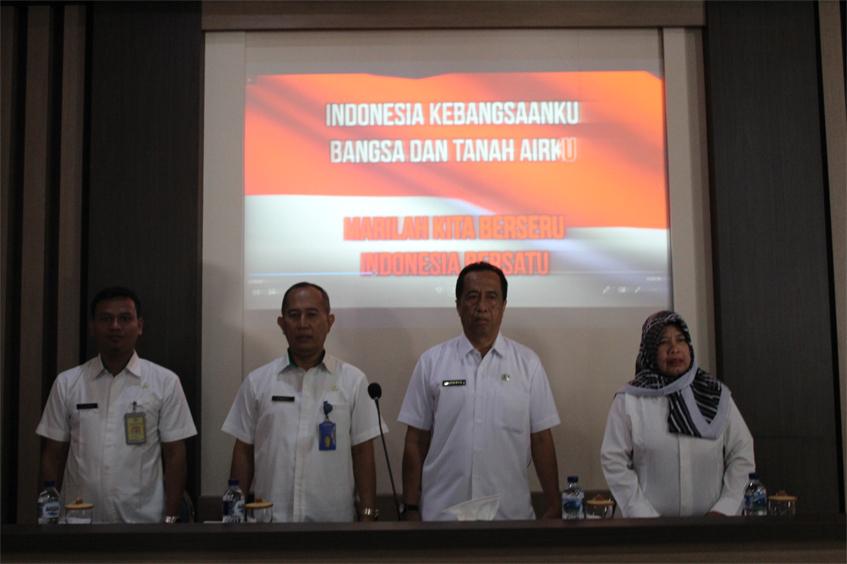 INDONESIA KEBANGSAANKU
BANGSA DAN TANAH AIRKU
MARILAH KITA BERSERU
INDONESIA BERSATU